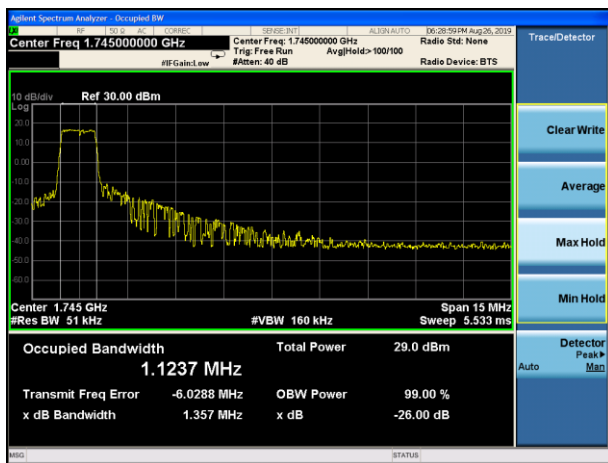 Agilent Spectrum Analyzer - Occupied BW
RF 50 Ω AC CORREC SENSE:INT ALIGN AUTO 06:28:59 PM Aug 26, 2019
Center Freq 1.745000000 GHz Center Freq: 1.745000000 GHz Radio Std: None
Trig: Free Run Avg|Hold:>100/100
#IFGain:Low #Atten: 40 dB Radio Device: BTS
Trace/Detector
10 dB/div Ref 30.00 dBm
Log
20.0
10.0
0.00
-10.0
-20.0
-30.0
-40.0
-50.0
-60.0
Center 1.745 GHz Span 15 MHz
#Res BW 51 kHz #VBW 160 kHz Sweep 5.533 ms
Occupied Bandwidth Total Power 29.0 dBm
1.1237 MHz
Transmit Freq Error -6.0288 MHz OBW Power 99.00 %
x dB Bandwidth 1.357 MHz x dB -26.00 dB
Clear Write
Average
Max Hold
Min Hold
Detector
Peak▶
Auto Man
MSG STATUS